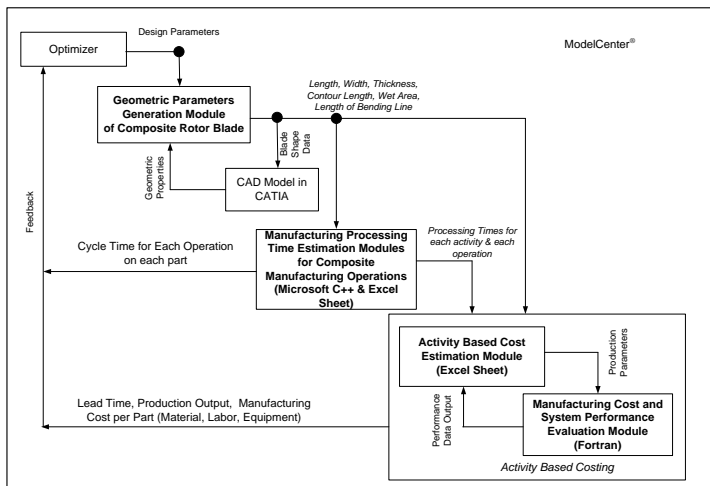 Design Parameters
ModelCenter®
Optimizer
Length, Width, Thickness,
Contour Length, Wet Area,
Length of Bending Line
Geometric Parameters
Generation Module
of Composite Rotor Blade
Blade
Shape
Data
Geometric
Properties
CAD Model in
CATIA
Feedback
Cycle Time for Each Operation
on each part
Manufacturing Processing
Time Estimation Modules
for Composite
Manufacturing Operations
(Microsoft C++ & Excel
Sheet)
Processing Times for
each activity & each
operation
Activity Based Cost
Estimation Module
(Excel Sheet)
Production
Parameters
Lead Time, Production Output, Manufacturing
Cost per Part (Material, Labor, Equipment)
Performance
Data Output
Manufacturing Cost and
System Performance
Evaluation Module
(Fortran)
Activity Based Costing